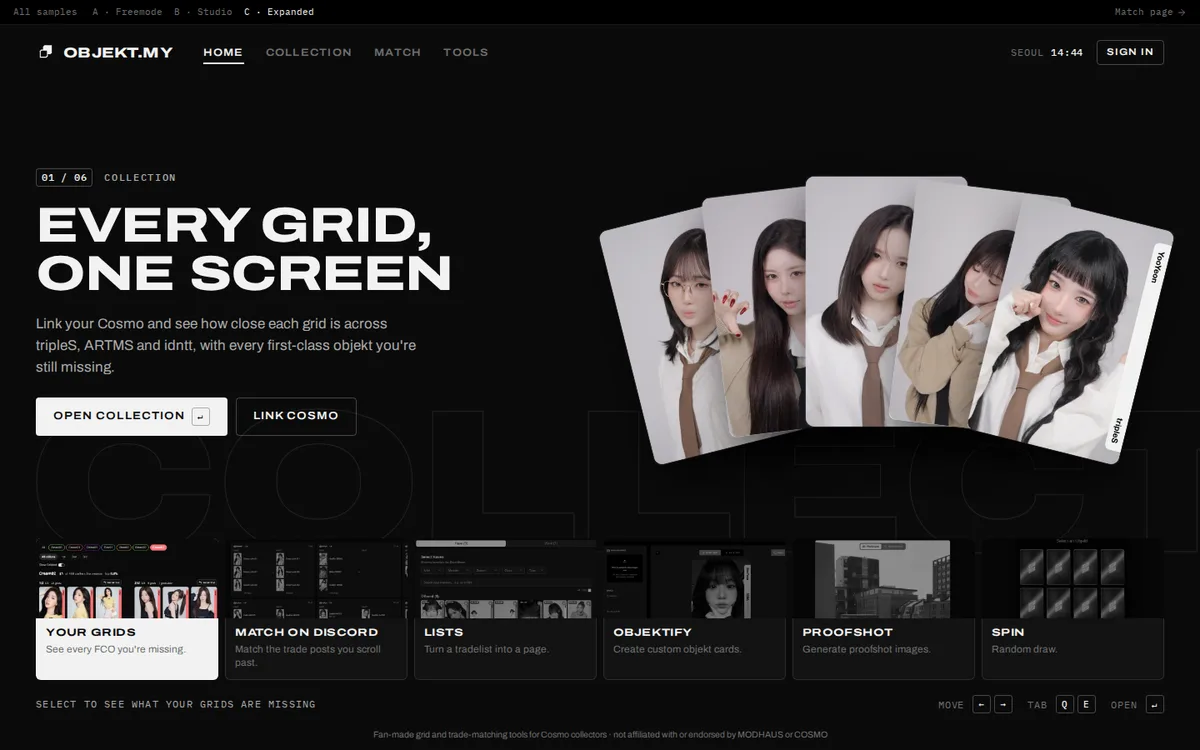 All samples A · Freemode B · Studio C · Expanded Match page →
OBJEKT.MY HOME COLLECTION MATCH TOOLS SEOUL 14:44 SIGN IN
01 / 06 COLLECTION
EVERY GRID,
ONE SCREEN
Link your Cosmo and see how close each grid is across
tripleS, ARTMS and idntt, with every first-class objekt you're
still missing.
OPEN COLLECTION ↵ LINK COSMO
YooYeon
tripleS
COLLECT
YOUR GRIDS
See every FCO you're missing.
MATCH ON DISCORD
Match the trade posts you scroll
past.
LISTS
Turn a tradelist into a page.
OBJEKTIFY
Create custom objekt cards.
PROOFSHOT
Generate proofshot images.
SPIN
Random draw.
SELECT TO SEE WHAT YOUR GRIDS ARE MISSING MOVE ← → TAB Q E OPEN ↵
Fan-made grid and trade-matching tools for Cosmo collectors · not affiliated with or endorsed by MODHAUS or COSMO